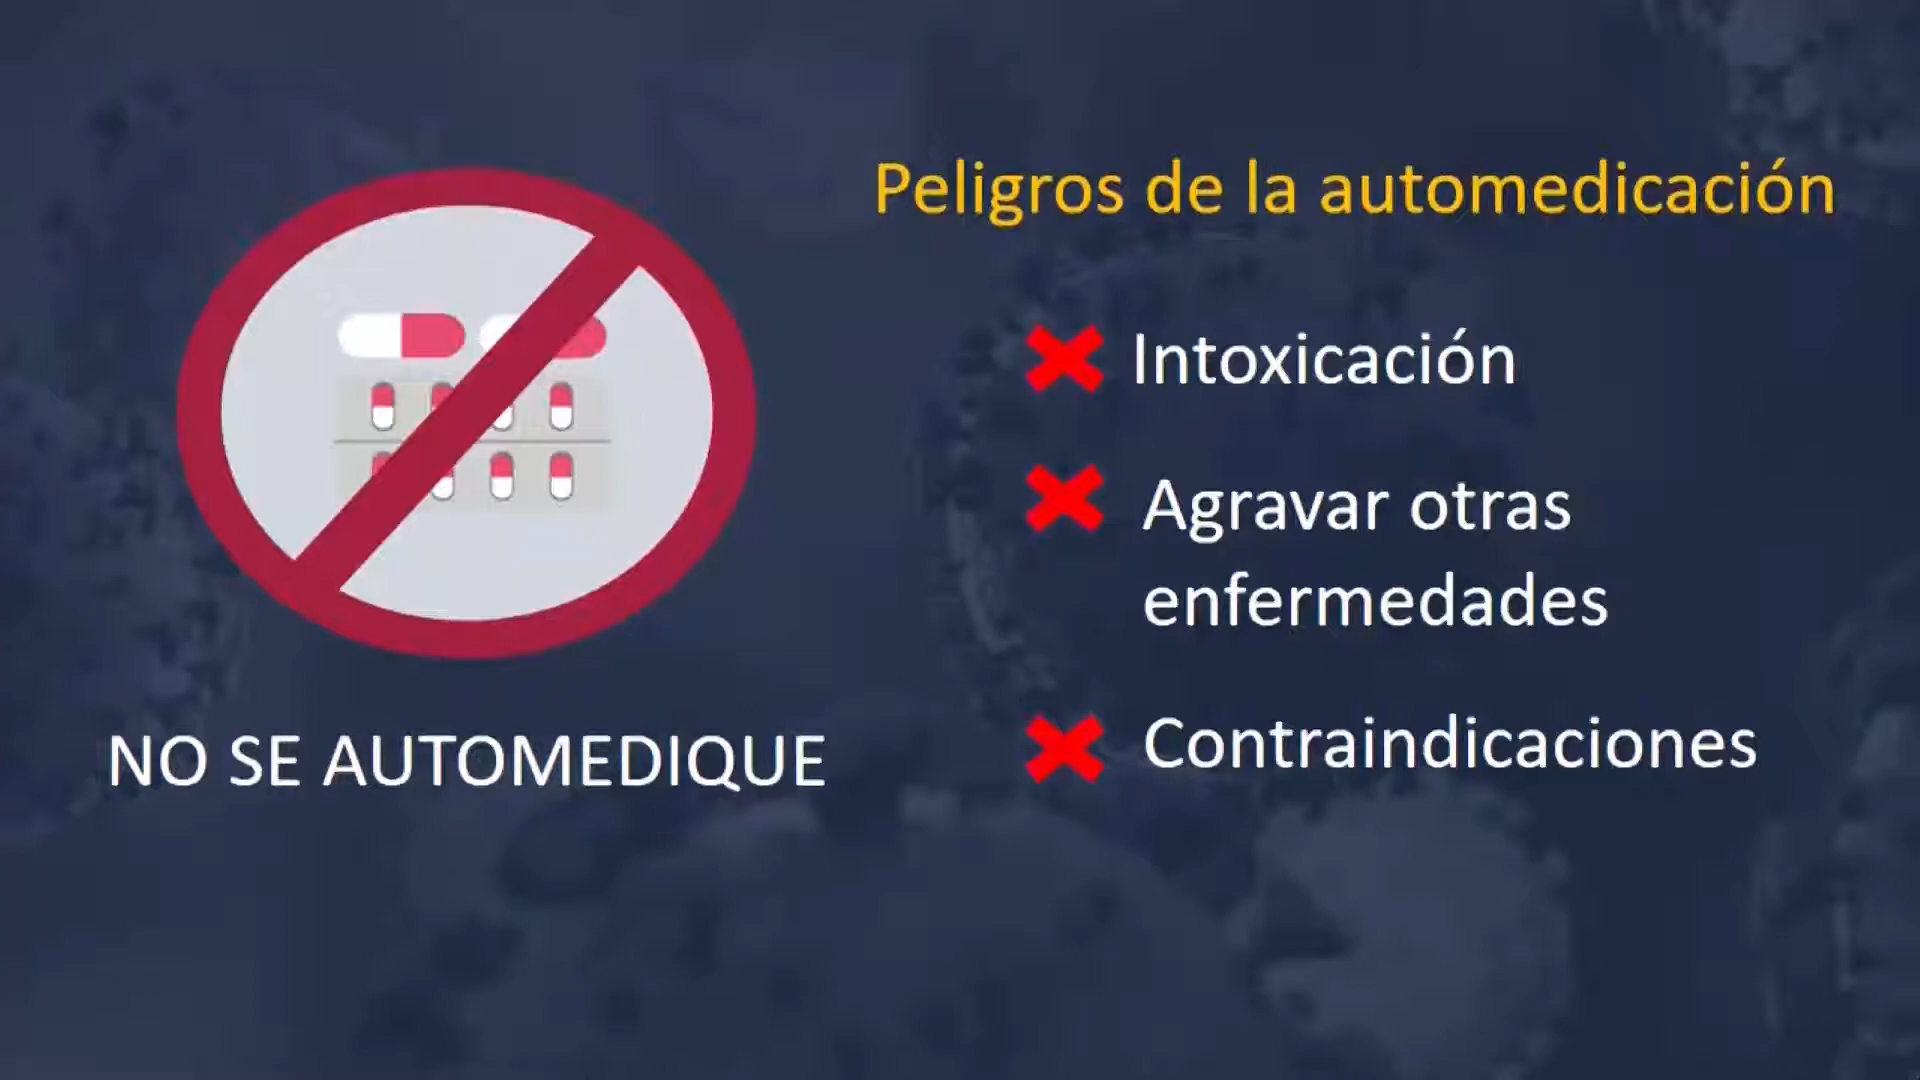 Peligros de la automedicación
Intoxicación
Agravar otras
enfermedades
Contraindicaciones
NO SE AUTOMEDIQUE